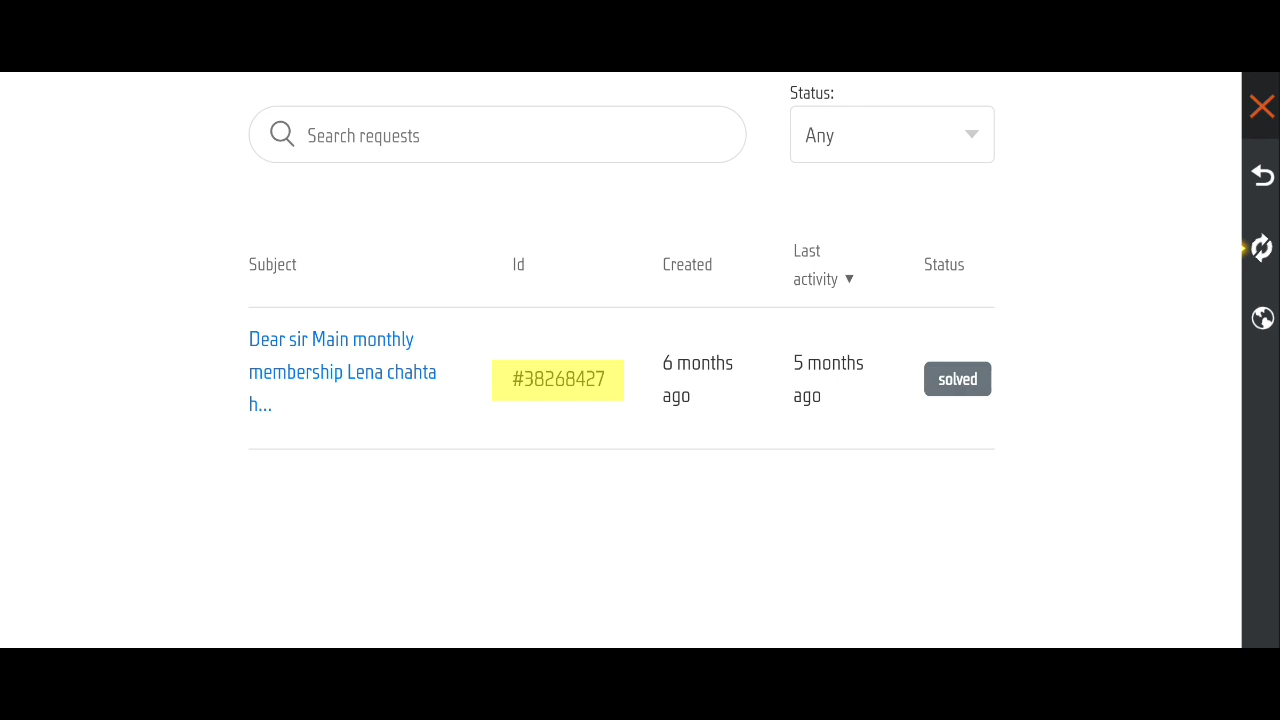 Status:
Search requests
Any
Subject
Id
Created
Last
activity ▼
Status
Dear sir Main monthly
membership Lena chahta
h...
#38268427
6 months
ago
5 months
ago
solved